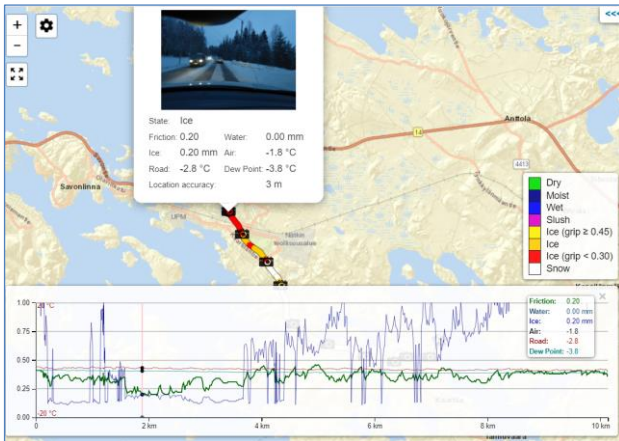 +
−
<<<
State: Ice
Friction: 0.20 Water: 0.00 mm
Ice: 0.20 mm Air: -1.8 °C
Road: -2.8 °C Dew Point: -3.8 °C
Location accuracy: 3 m
Anttola
14
4413
Savonlinna
UPM
Dry
Moist
Wet
Slush
Ice (grip ≥ 0.45)
Ice
Ice (grip < 0.30)
Snow
1.00
0.75
0.50
0.25
0.00
20 °C
-20 °C
Friction: 0.20
Water: 0.00 mm
Ice: 0.20 mm
Air: -1.8
Road: -2.8
Dew Point: -3.8
0 km
2 km
4 km
6 km
8 km
10 km